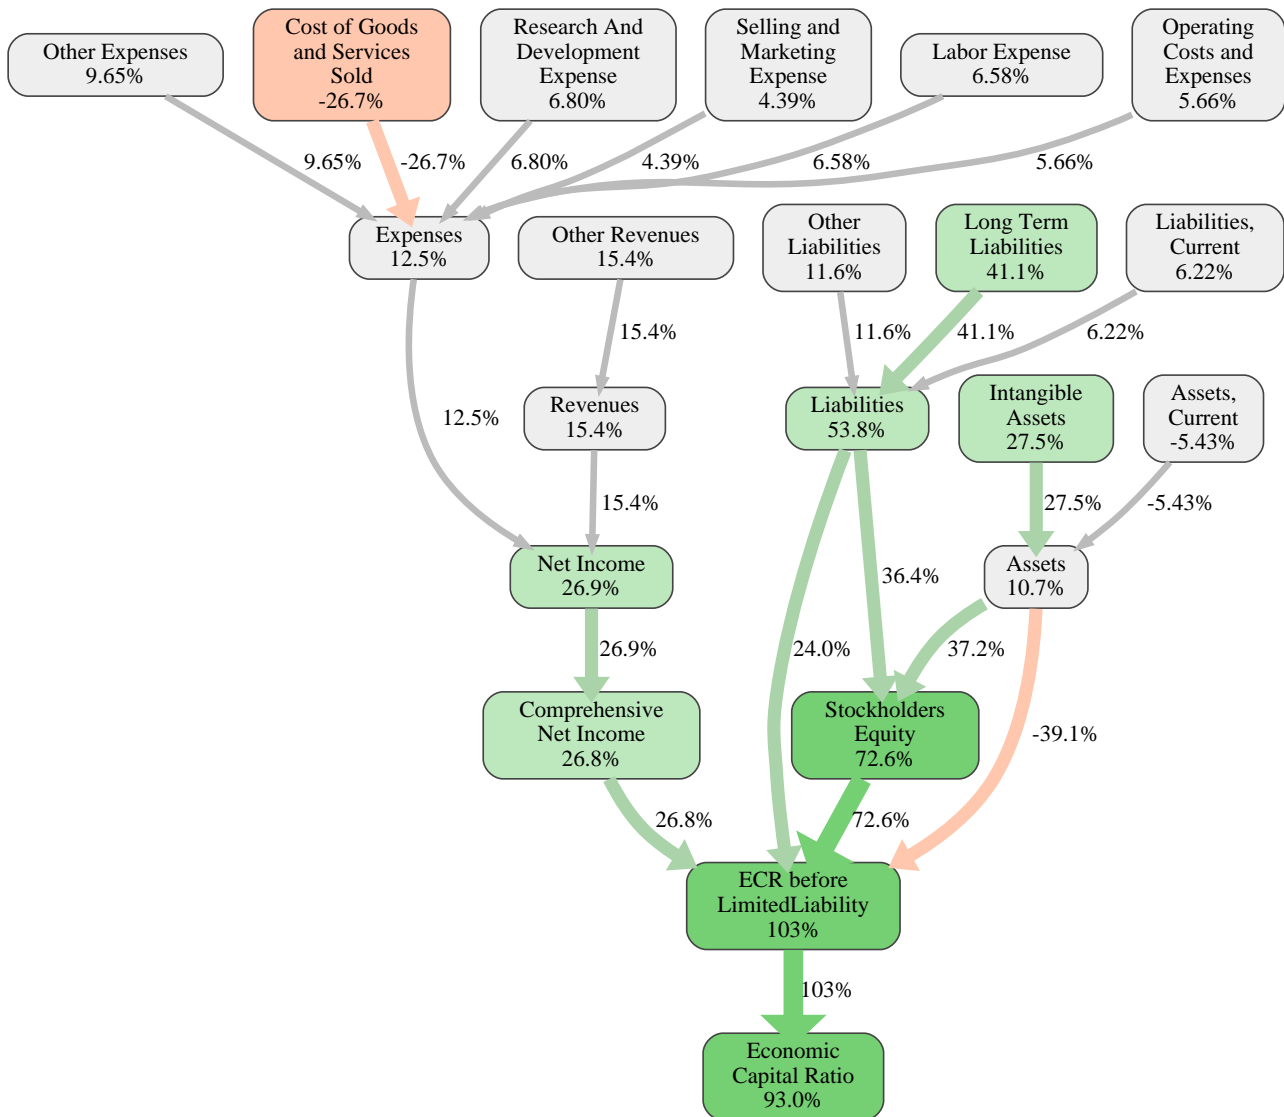 Other Expenses
9.65%
Cost of Goods
and Services
Sold
-26.7%
Research And
Development
Expense
6.80%
Selling and
Marketing
Expense
4.39%
Labor Expense
6.58%
Operating
Costs and
Expenses
5.66%
9.65%
-26.7%
6.80%
4.39%
6.58%
5.66%
Expenses
12.5%
Other Revenues
15.4%
Other
Liabilities
11.6%
Long Term
Liabilities
41.1%
Liabilities,
Current
6.22%
15.4%
11.6%
41.1%
6.22%
12.5%
Revenues
15.4%
Liabilities
53.8%
Intangible
Assets
27.5%
Assets,
Current
-5.43%
15.4%
27.5%
-5.43%
Net Income
26.9%
36.4%
Assets
10.7%
26.9%
24.0%
37.2%
Comprehensive
Net Income
26.8%
Stockholders
Equity
72.6%
-39.1%
26.8%
72.6%
ECR before
LimitedLiability
103%
103%
Economic
Capital Ratio
93.0%